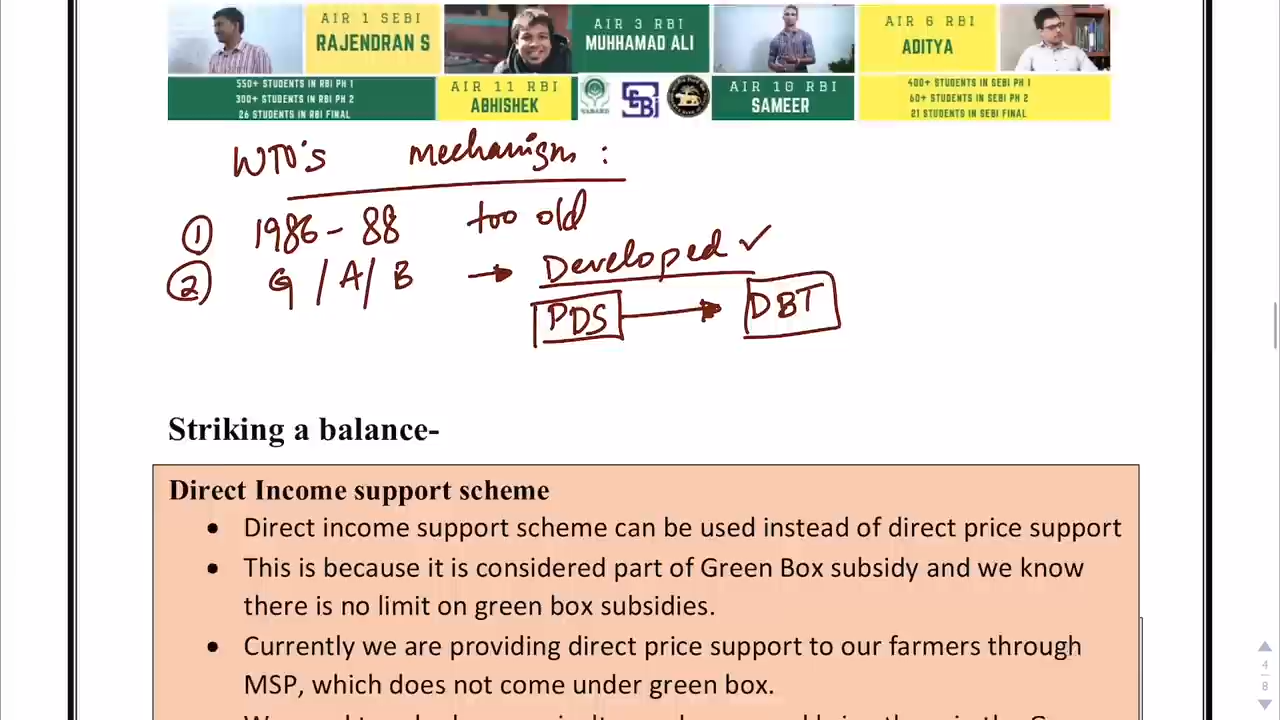 AIR 1 SEBI
RAJENDRAN S
AIR 3 RBI
MUHHAMAD ALI
AIR 6 RBI
ADITYA
550+ STUDENTS IN RBI PH 1
300+ STUDENTS IN RBI PH 2
26 STUDENTS IN RBI FINAL
AIR 11 RBI
ABHISHEK
NABARD
SEBI
AIR 10 RBI
SAMEER
400+ STUDENTS IN SEBI PH 1
60+ STUDENTS IN SEBI PH 2
21 STUDENTS IN SEBI FINAL
WTO's mechanism :
① 1986-88 too old
② G/A/B → Developed ✓
PDS → DBT
Striking a balance-
Direct Income support scheme
• Direct income support scheme can be used instead of direct price support
• This is because it is considered part of Green Box subsidy and we know
there is no limit on green box subsidies.
• Currently we are providing direct price support to our farmers through
MSP, which does not come under green box.
4
8